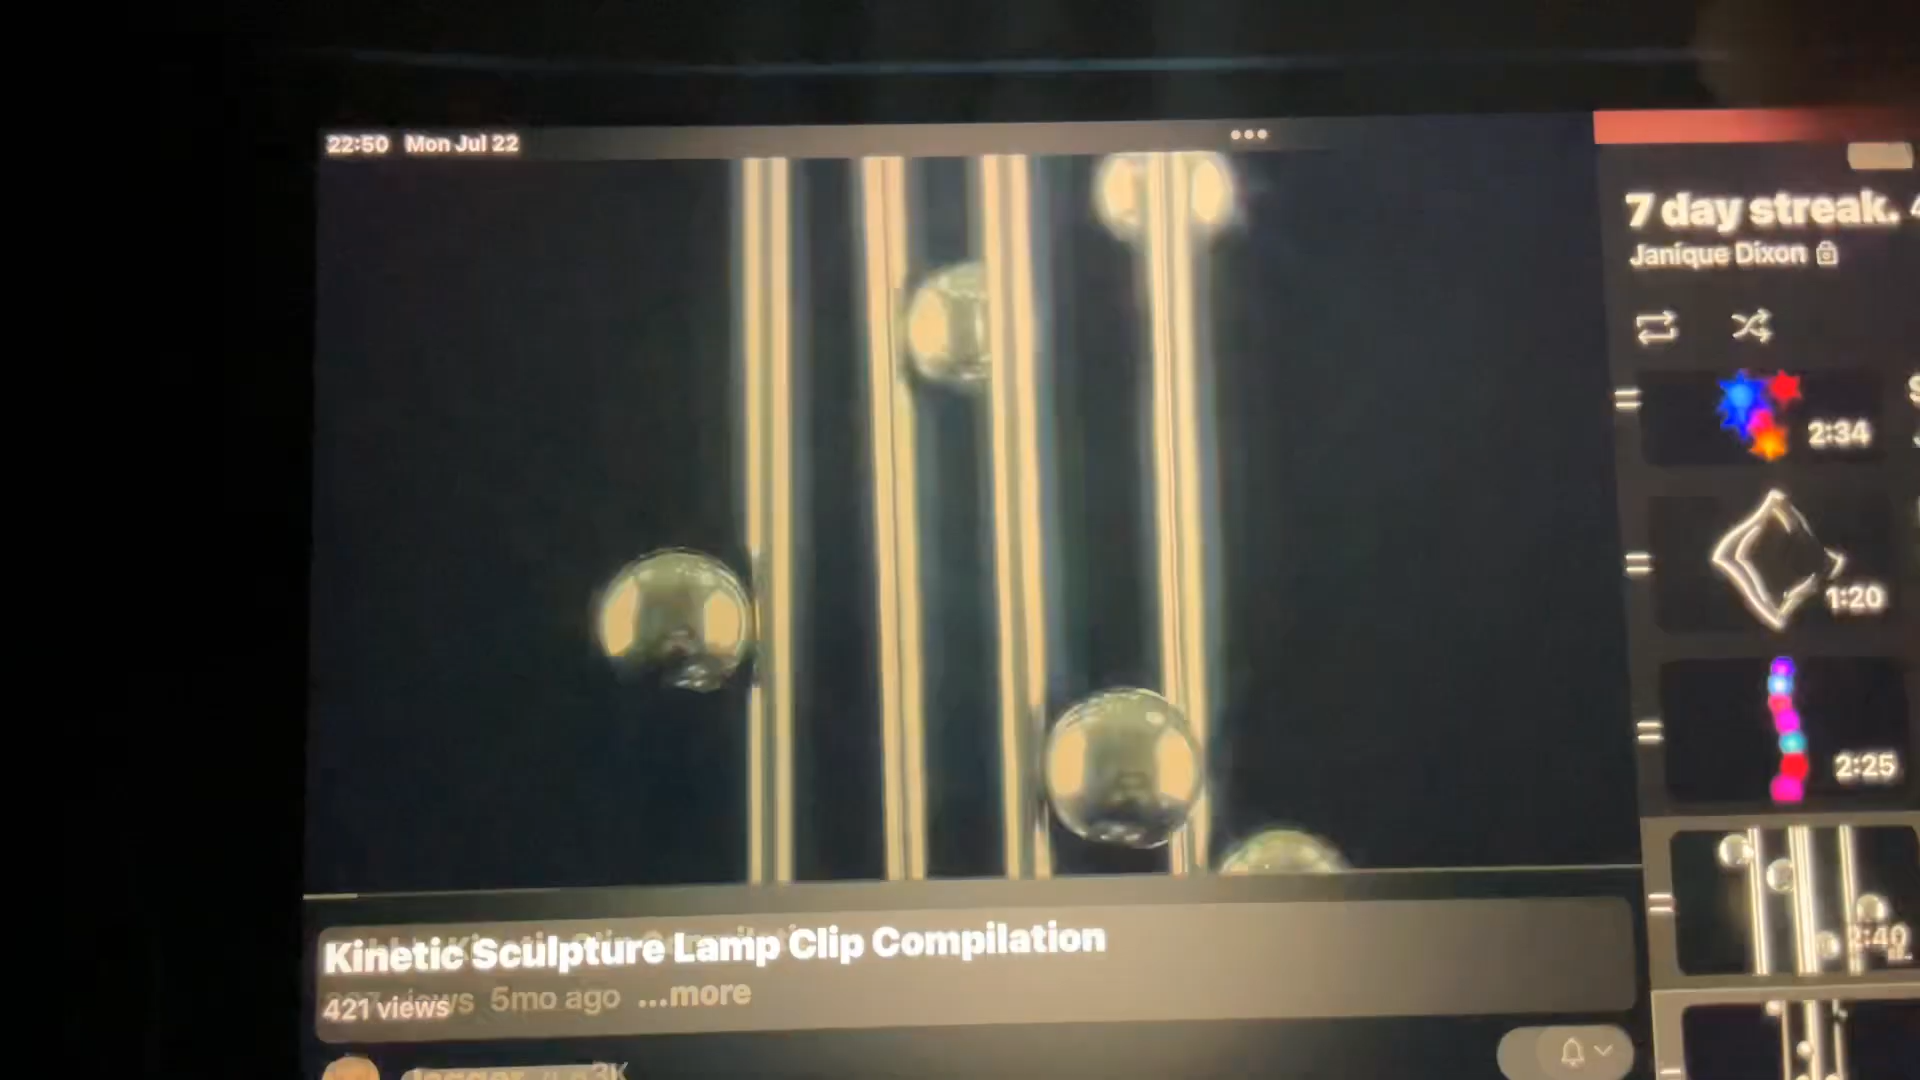 22:50 Mon Jul 22
7 day streak.
Janique Dixon
2:34
1:20
2:25
2:40
Kinetic Sculpture Lamp Clip Compilation
421 views 5mo ago ...more